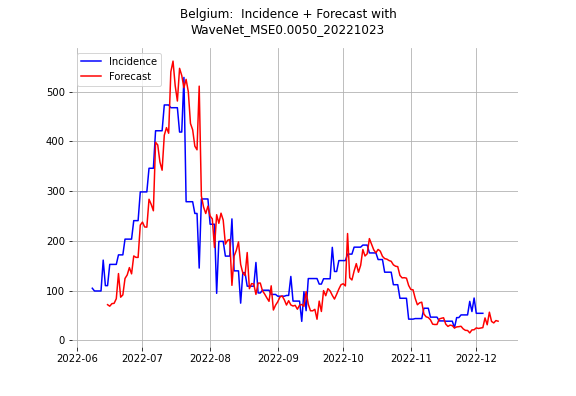 Belgium:  Incidence + Forecast with
WaveNet_MSE0.0050_20221023
Incidence
Forecast
500
400
300
200
100
0
2022-06 2022-07 2022-08 2022-09 2022-10 2022-11 2022-12